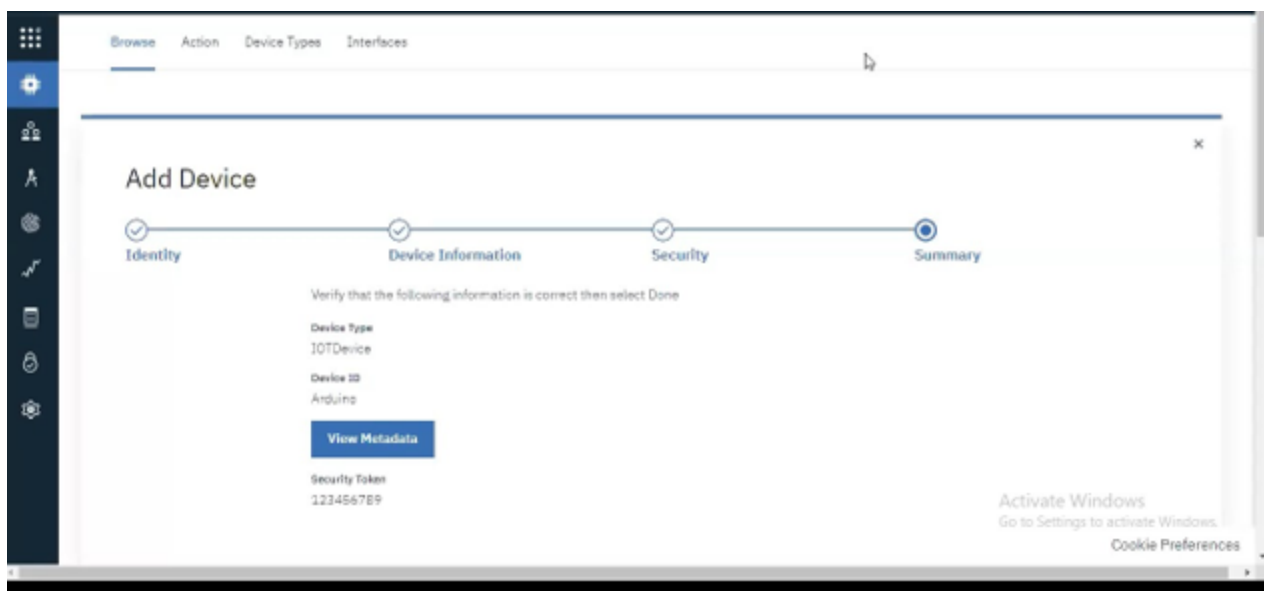 Browse Action Device Types Interfaces
Add Device
Identity Device Information Security Summary
Verify that the following information is correct then select Done
Device Type
IOTDevice
Device ID
Arduino
View Metadata
Security Token
123456789
Activate Windows
Go to Settings to activate Windows.
Cookie Preferences